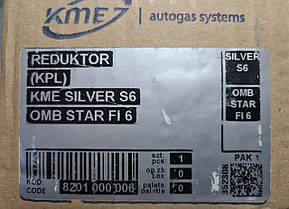 KME autogas systems
REDUKTOR
(KPL)
KME SILVER S6
OMB STAR FI 6
SILVER
S6
OMB
STAR
FI 6
szt:
pcs
1
op.zb
box
0
paleta
0
PAK 1
KOD
CODE
8201 000 006